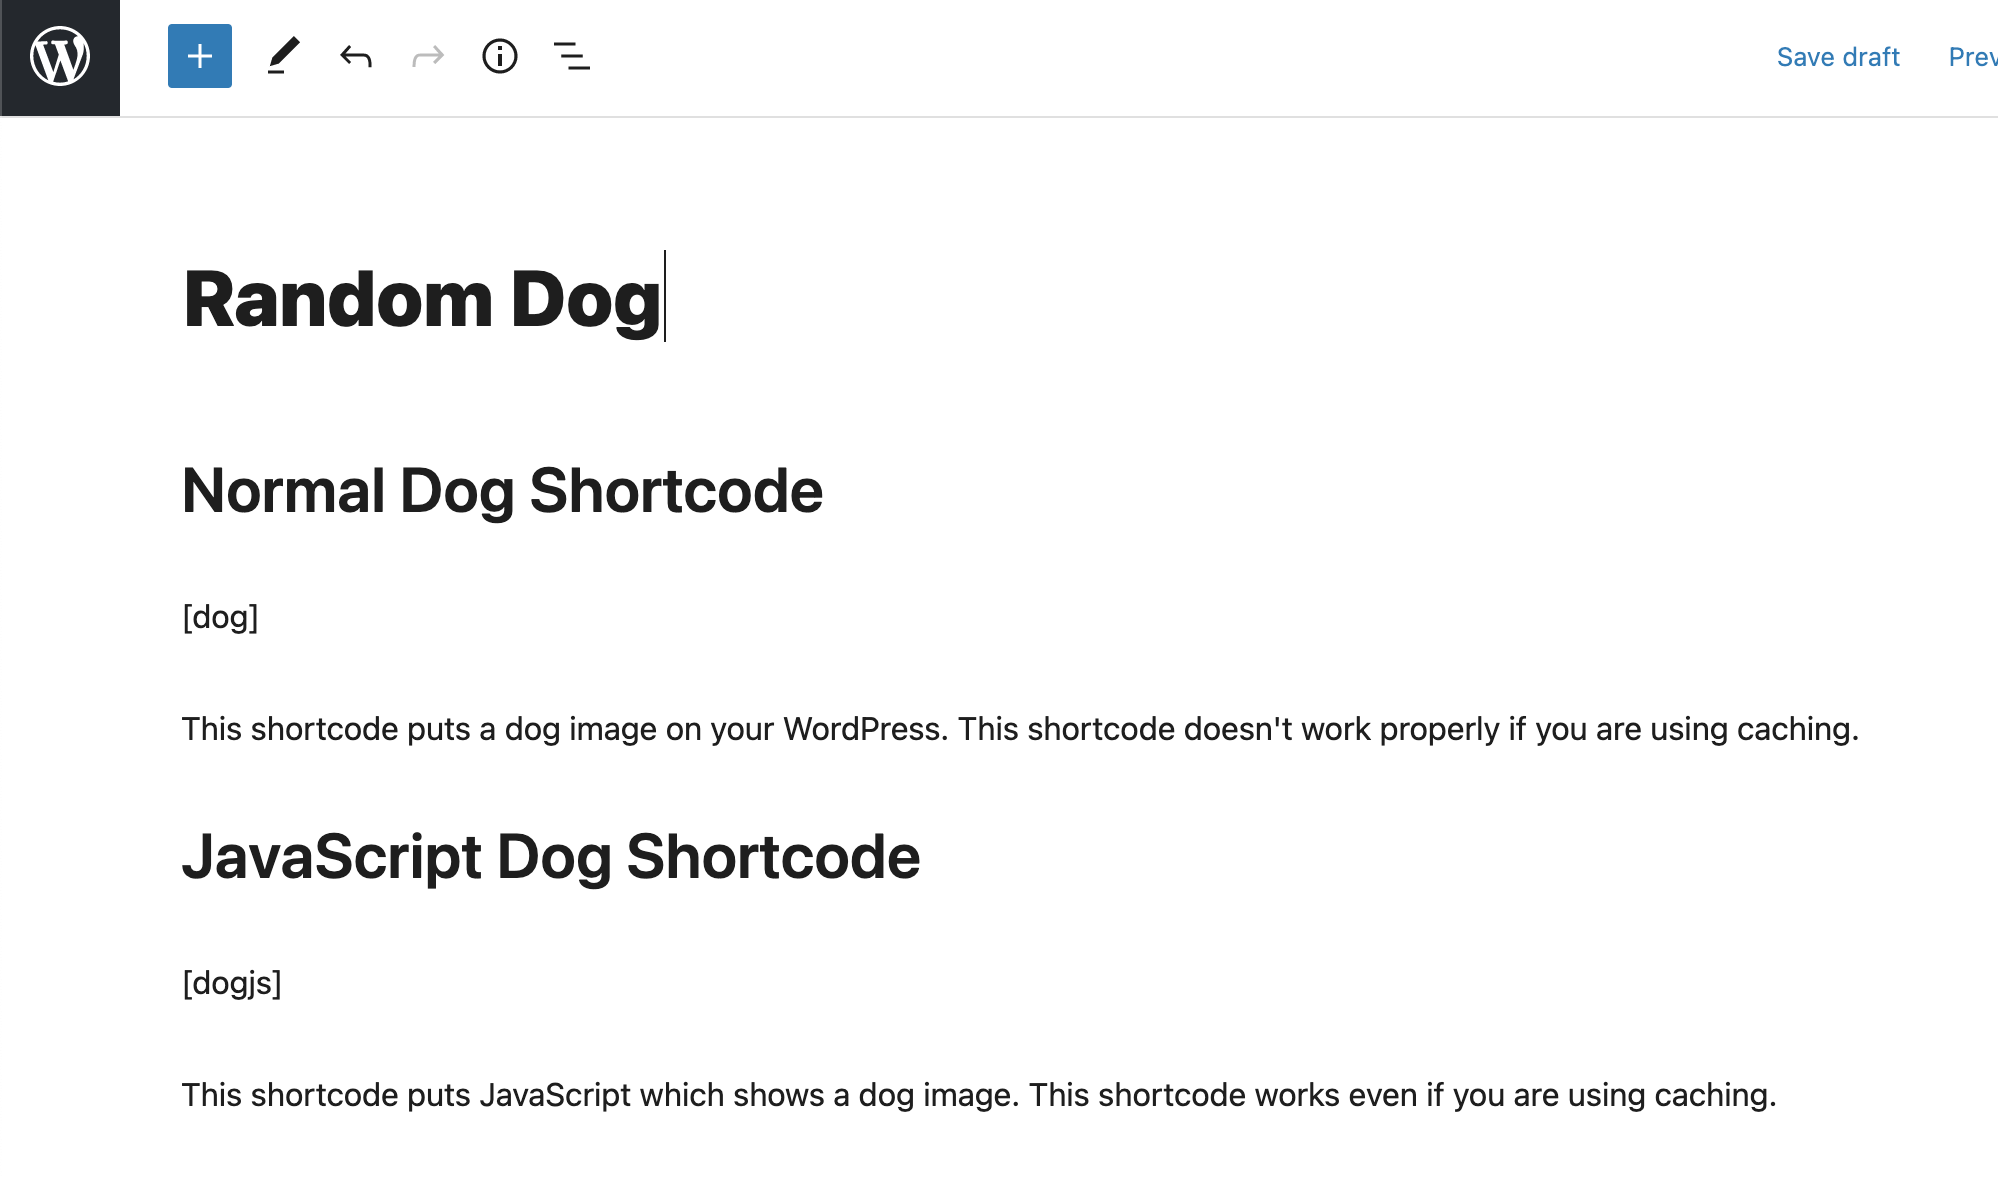 Save draft
Prev
Random Dog
Normal Dog Shortcode
[dog]
This shortcode puts a dog image on your WordPress. This shortcode doesn't work properly if you are using caching.
JavaScript Dog Shortcode
[dogjs]
This shortcode puts JavaScript which shows a dog image. This shortcode works even if you are using caching.